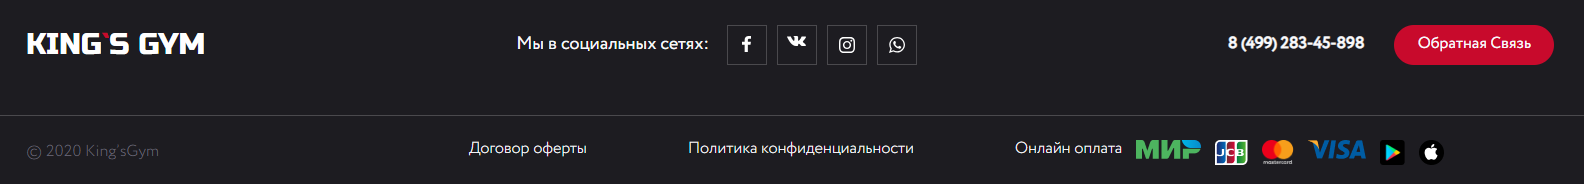 KING`S GYM
Мы в социальных сетях:
8 (499) 283-45-898
Обратная Связь
© 2020 King'sGym
Договор оферты
Политика конфиденциальности
Онлайн оплата
МИР
JCB
mastercard
VISA